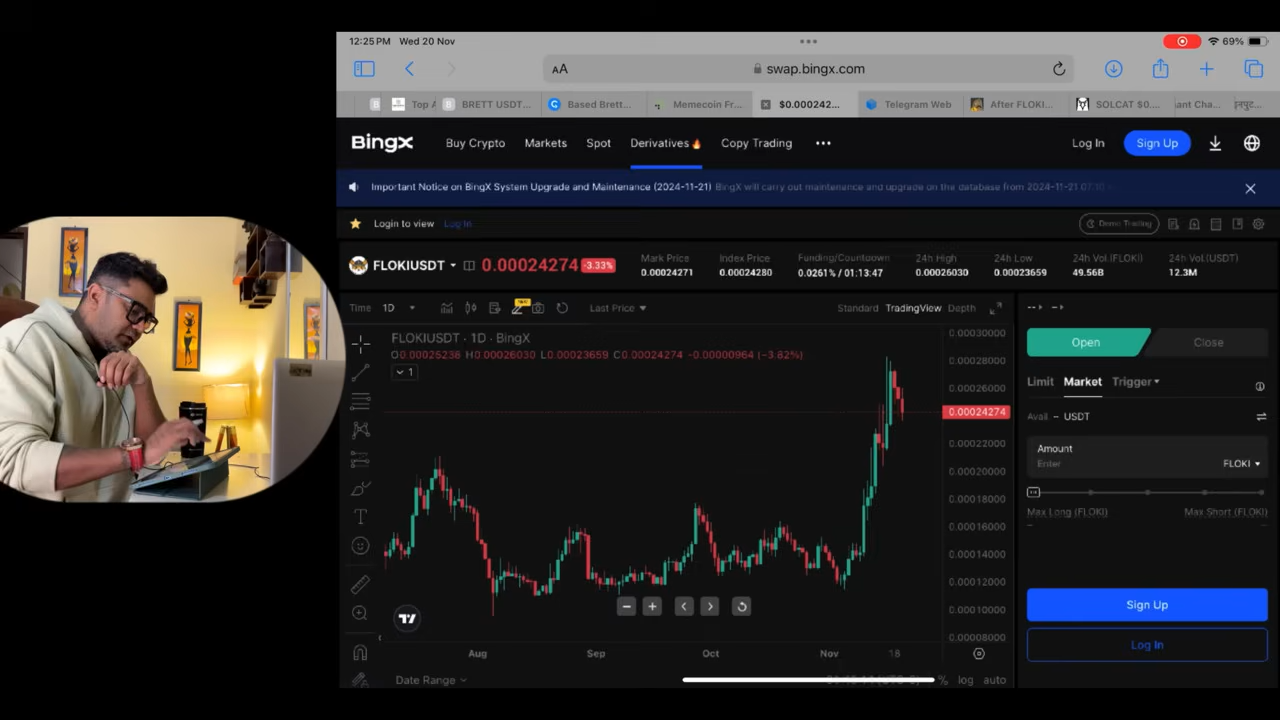 12:25 PM Wed 20 Nov
69%
AA swap.bingx.com
Top A BRETT USDT... Based Brett... Memecoin Fr... $0.000242... Telegram Web After FLOKI... SOLCAT $0.... ant Cha... इनपुट...
BingX Buy Crypto Markets Spot Derivatives Copy Trading ••• Log In Sign Up
Important Notice on BingX System Upgrade and Maintenance (2024-11-21) BingX will carry out maintenance and upgrade on the database from 2024-11-21
Login to view Log In Demo Trading
FLOKIUSDT 0.00024274 -3.33%
Mark Price Index Price Funding/Countdown 24h High 24h Low 24h Vol.(FLOKI) 24h Vol.(USDT)
0.00024271 0.00024280 0.0261% / 01:13:47 0.00026030 0.00023659 49.56B 12.3M
Time 1D Last Price Standard TradingView Depth
FLOKIUSDT · 1D · BingX
O0.00025238 H0.00026030 L0.00023659 C0.00024274 -0.00000964 (-3.82%)
1
0.00030000
0.00028000
0.00026000
0.00024274
0.00022000
0.00020000
0.00018000
0.00016000
0.00014000
0.00012000
0.00010000
0.00008000
Aug Sep Oct Nov 18
Date Range % log auto
Open Close
Limit Market Trigger
Avail -- USDT
Amount
Enter FLOKI
Max Long (FLOKI) Max Short (FLOKI)
Sign Up
Log In